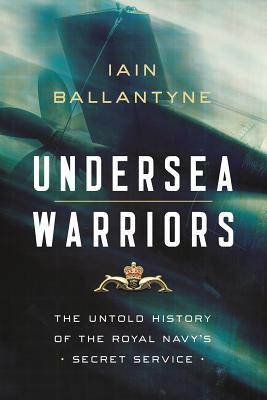 IAIN
BALLANTYNE
UNDERSEA
WARRIORS
THE UNTOLD HISTORY
OF THE ROYAL NAVY'S
• SECRET SERVICE •